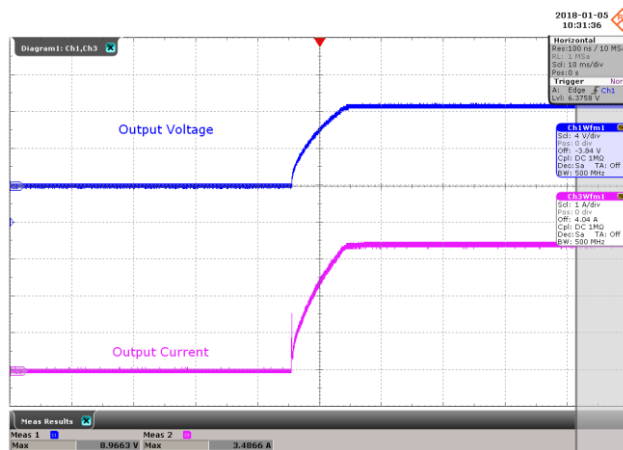 2018-01-05
10:31:36
Diagram1: Ch1,Ch3
Horizontal
Res:100 ns / 10 MSa
RL: 1 MSa
Scl: 10 ms/div
Pos:0 s
Trigger Nor
A: Edge Ch1
Lvl: 6.3758 V
Output Voltage
Ch1Wfm1
Scl: 4 V/div
Pos: 0 div
Off: -3.84 V
Cpl: DC 1MΩ
Dec:Sa TA: Off
BW: 500 MHz
Ch3Wfm1
Scl: 1 A/div
Pos: 0 div
Off: 4.04 A
Cpl: DC 1MΩ
Dec:Sa TA: Off
BW: 500 MHz
Output Current
Meas Results
Meas 1 Meas 2
Max 8.9663 V Max 3.4866 A